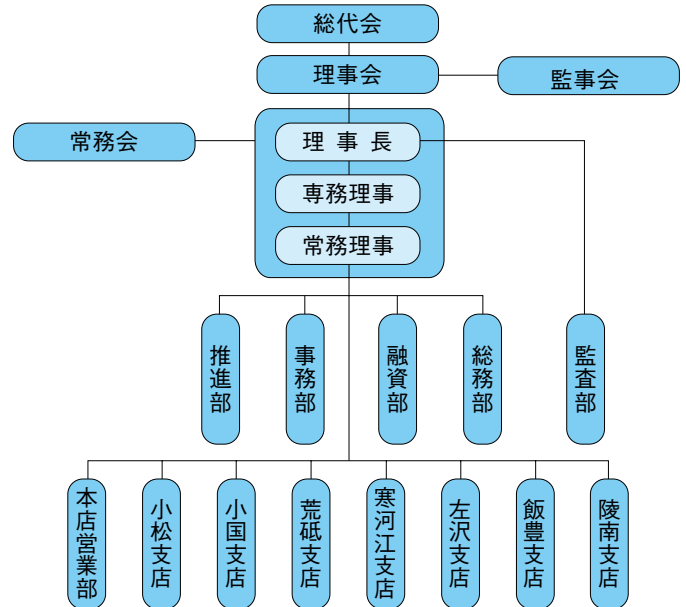 総代会
理事会
監事会
常務会
理事長
専務理事
常務理事
推進部
事務部
融資部
総務部
監査部
本店営業部
小松支店
小国支店
荒砥支店
寒河江支店
左沢支店
飯豊支店
陵南支店